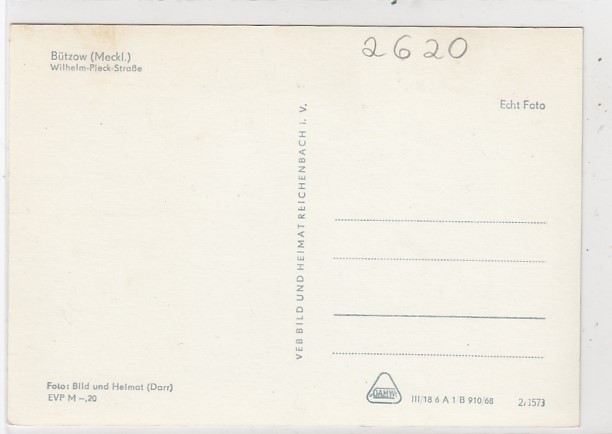 2620
Bützow (Meckl.)
Wilhelm-Pieck-Straße
Echt Foto
VEB BILD UND HEIMAT REICHENBACH i. V.
Foto: Bild und Heimat (Darr)
EVP M –,20
DAMW
III/18 6 A 1 B 910/68
2/1573